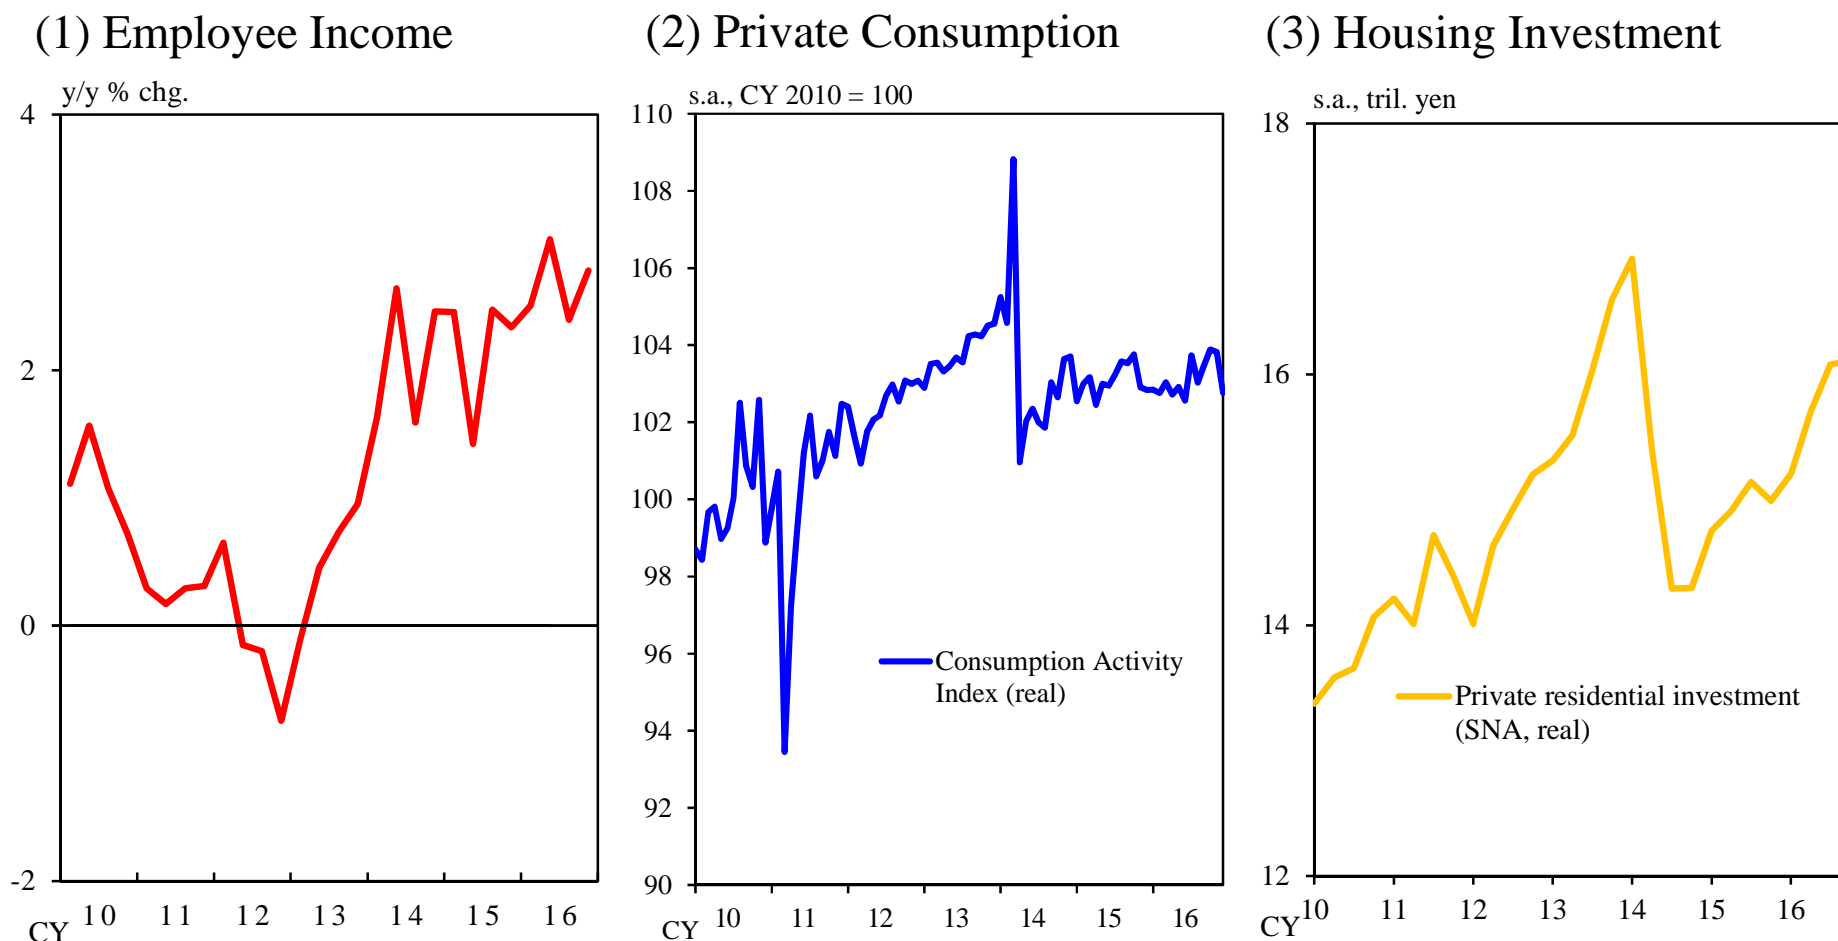 (1) Employee Income
y/y % chg.
4
2
0
-2
CY
10 11 12 13 14 15 16
(2) Private Consumption
s.a., CY 2010 = 100
110
108
106
104
102
100
98
96
94
92
90
Consumption Activity
Index (real)
CY
10 11 12 13 14 15 16
(3) Housing Investment
s.a., tril. yen
18
16
14
12
Private residential investment
(SNA, real)
CY
10 11 12 13 14 15 16